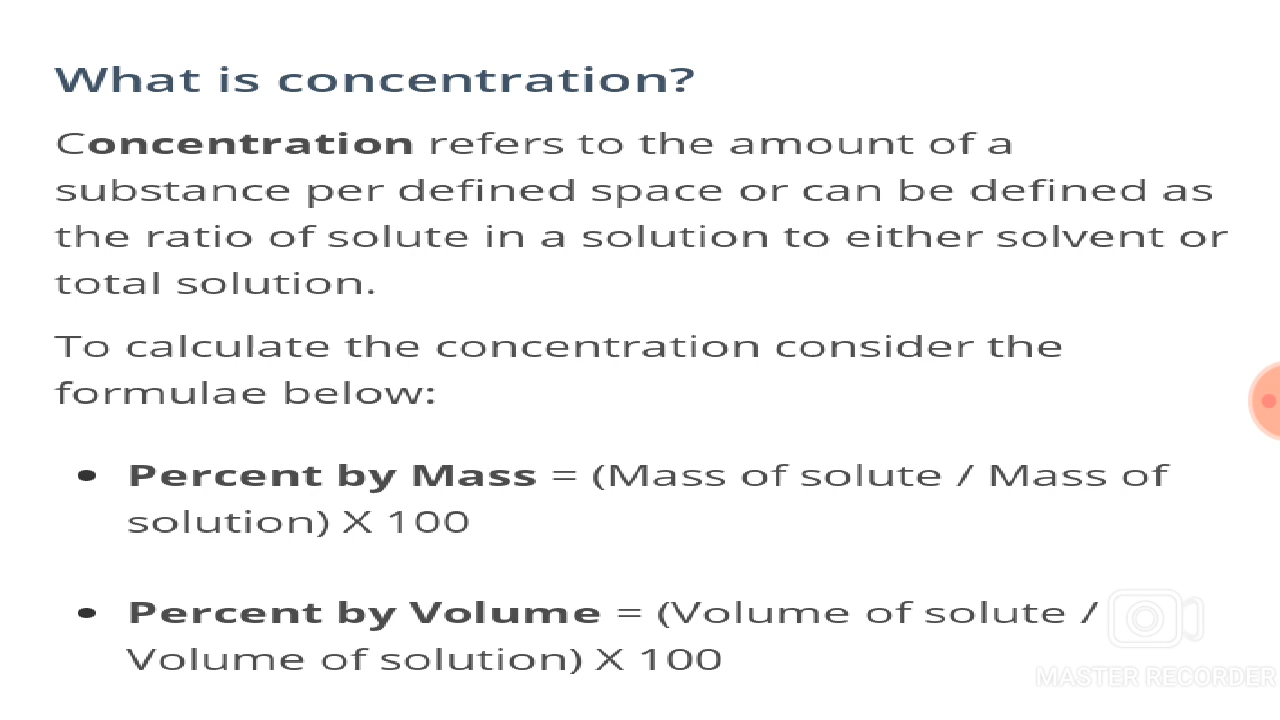 What is concentration?
Concentration refers to the amount of a
substance per defined space or can be defined as
the ratio of solute in a solution to either solvent or
total solution.
To calculate the concentration consider the
formulae below:
• Percent by Mass = (Mass of solute / Mass of
solution) X 100
• Percent by Volume = (Volume of solute /
Volume of solution) X 100
MASTER RECORDER